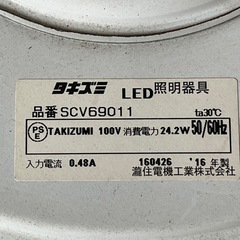 タキズミ LED照明器具
品番 SCV69011 ta30℃
PSE TAKIZUMI 100V 消費電力 24.2W 50/60Hz
入力電流 0.48A 160426 '16年製
瀧住電機工業株式会社